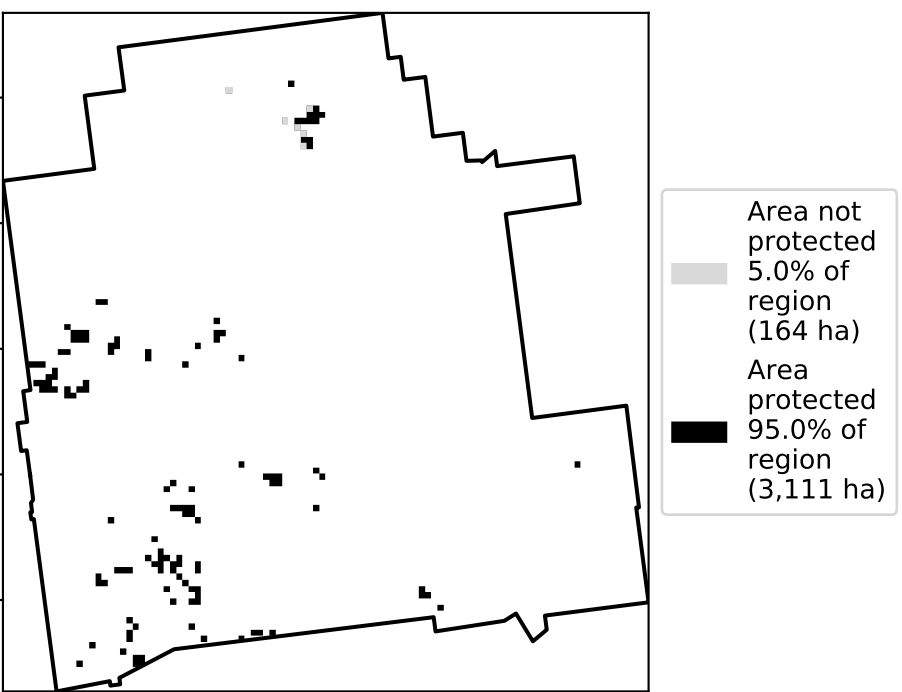 Area not
protected
5.0% of
region
(164 ha)
Area
protected
95.0% of
region
(3,111 ha)